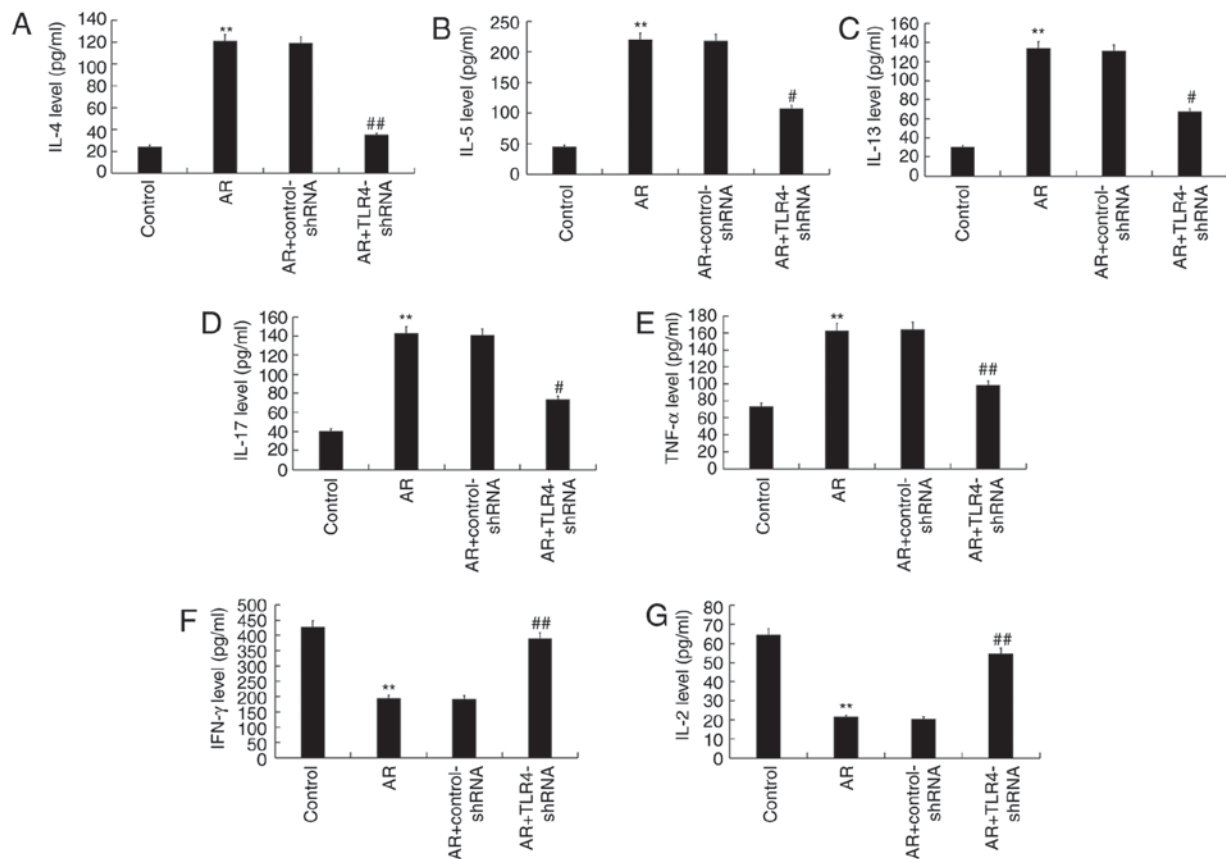 A
IL-4 level (pg/ml)
140
120
100
80
60
40
20
0
**
##
Control
AR
AR+control-
shRNA
AR+TLR4-
shRNA
B
IL-5 level (pg/ml)
250
200
150
100
50
0
**
#
Control
AR
AR+control-
shRNA
AR+TLR4-
shRNA
C
IL-13 level (pg/ml)
160
140
120
100
80
60
40
20
0
**
#
Control
AR
AR+control-
shRNA
AR+TLR4-
shRNA
D
IL-17 level (pg/ml)
160
140
120
100
80
60
40
20
0
**
#
Control
AR
AR+control-
shRNA
AR+TLR4-
shRNA
E
TNF-α level (pg/ml)
180
160
140
120
100
80
60
40
20
0
**
##
Control
AR
AR+control-
shRNA
AR+TLR4-
shRNA
F
IFN-γ level (pg/ml)
500
450
400
350
300
250
200
150
100
50
0
**
##
Control
AR
AR+control-
shRNA
AR+TLR4-
shRNA
G
IL-2 level (pg/ml)
80
70
60
50
40
30
20
10
0
**
##
Control
AR
AR+control-
shRNA
AR+TLR4-
shRNA